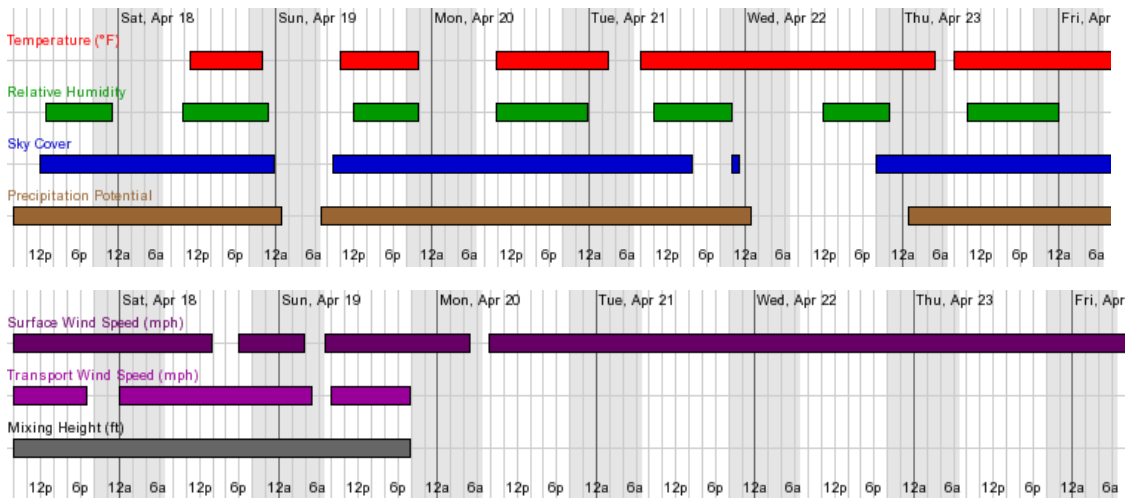 Sat, Apr 18 Sun, Apr 19 Mon, Apr 20 Tue, Apr 21 Wed, Apr 22 Thu, Apr 23 Fri, Apr
Temperature (°F)
Relative Humidity
Sky Cover
Precipitation Potential
12p 6p 12a 6a 12p 6p 12a 6a 12p 6p 12a 6a 12p 6p 12a 6a 12p 6p 12a 6a 12p 6p 12a 6a 12p 6p 12a 6a
Sat, Apr 18 Sun, Apr 19 Mon, Apr 20 Tue, Apr 21 Wed, Apr 22 Thu, Apr 23 Fri, Apr
Surface Wind Speed (mph)
Transport Wind Speed (mph)
Mixing Height (ft)
12p 6p 12a 6a 12p 6p 12a 6a 12p 6p 12a 6a 12p 6p 12a 6a 12p 6p 12a 6a 12p 6p 12a 6a 12p 6p 12a 6a